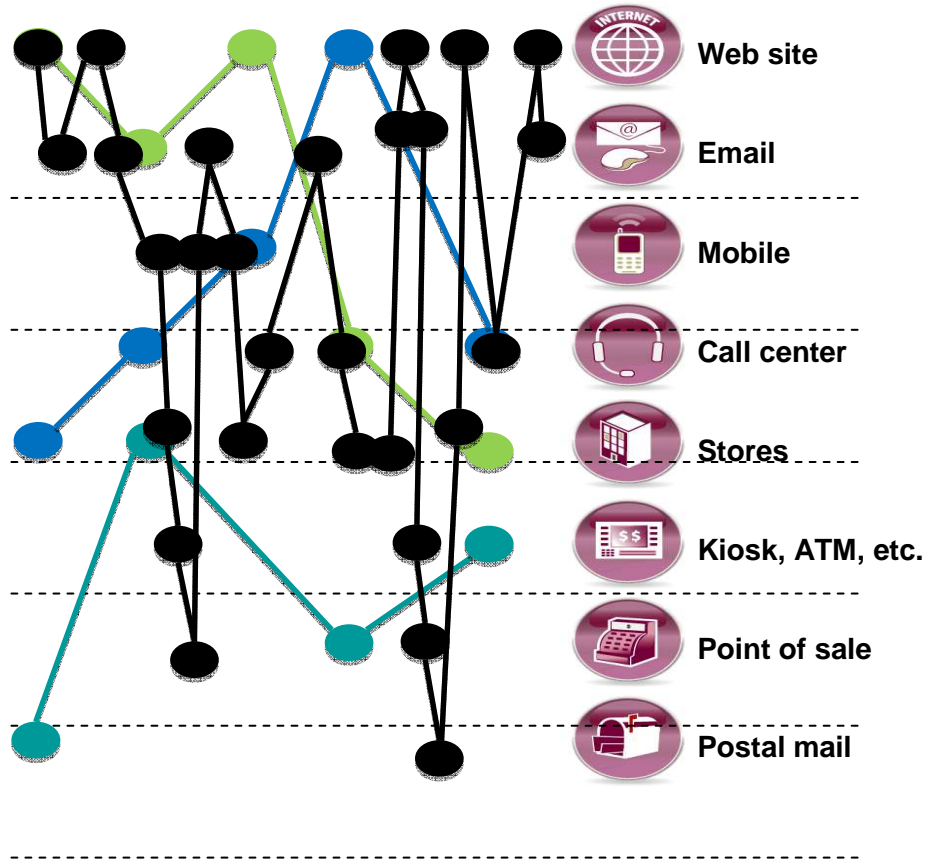 INTERNET
Web site
@
Email
Mobile
Call center
Stores
$$
Kiosk, ATM, etc.
$
Point of sale
Postal mail